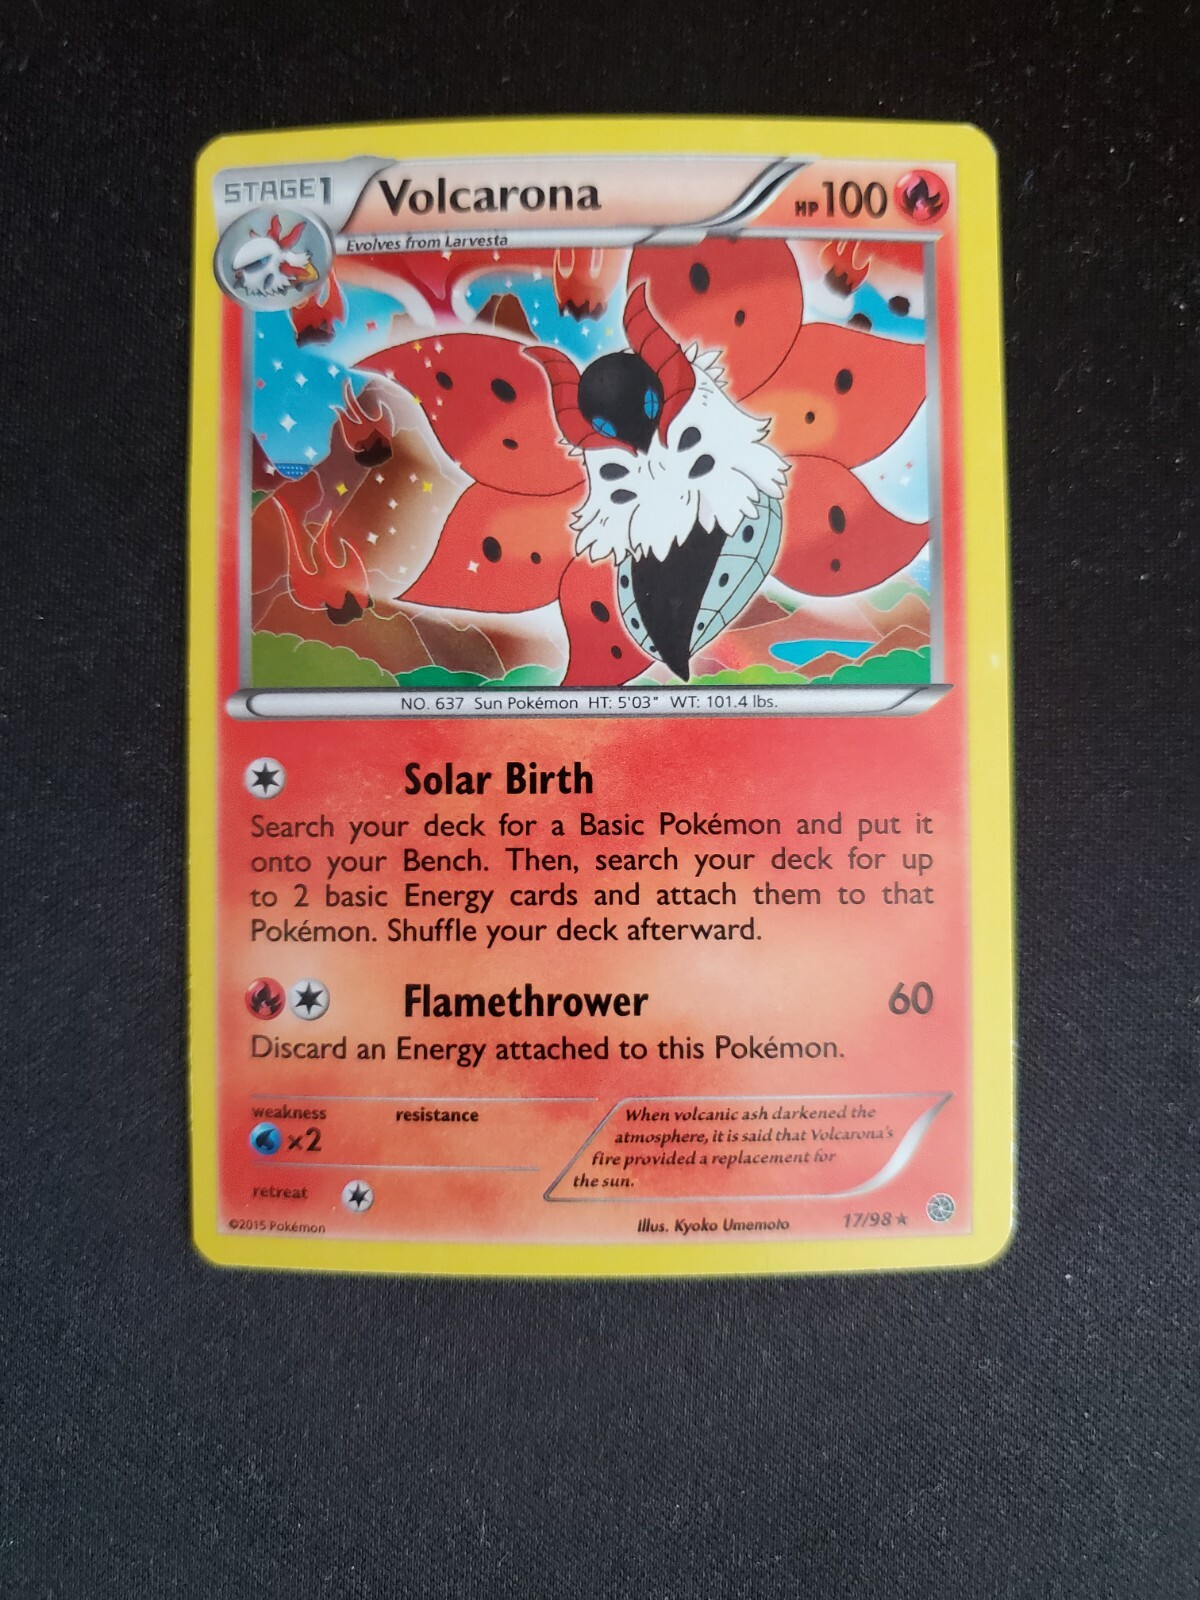 STAGE1 Volcarona HP100
Evolves from Larvesta
NO. 637 Sun Pokémon HT: 5'03" WT: 101.4 lbs.
Solar Birth
Search your deck for a Basic Pokémon and put it
onto your Bench. Then, search your deck for up
to 2 basic Energy cards and attach them to that
Pokémon. Shuffle your deck afterward.
Flamethrower 60
Discard an Energy attached to this Pokémon.
weakness resistance
×2
retreat
When volcanic ash darkened the
atmosphere, it is said that Volcarona's
fire provided a replacement for
the sun.
©2015 Pokémon Illus. Kyoko Umemoto 17/98 ★